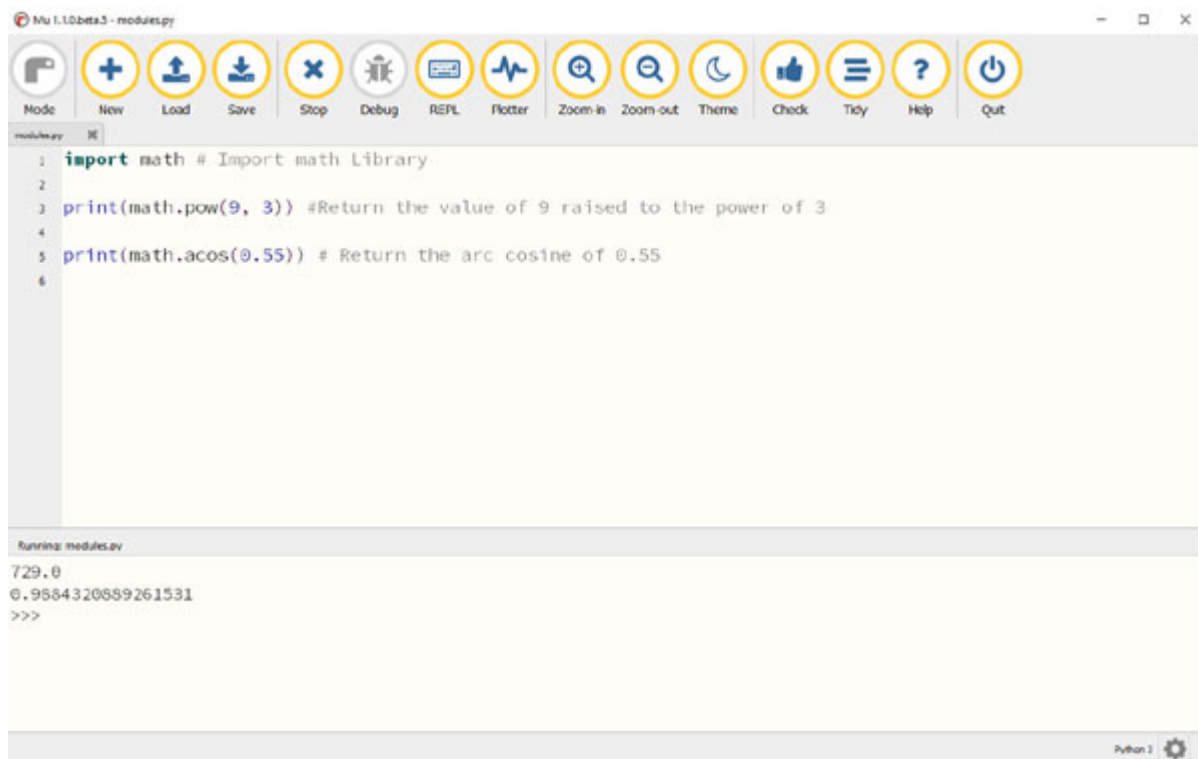 Mu 1.1.0.beta.5 - modules.py
Mode New Load Save Stop Debug REPL Plotter Zoom-in Zoom-out Theme Check Tidy Help Quit
modules.py
1 import math # Import math Library
2
3 print(math.pow(9, 3)) #Return the value of 9 raised to the power of 3
4
5 print(math.acos(0.55)) # Return the arc cosine of 0.55
6
Running: modules.py
729.0
0.9884320889261531
>>>
Python 3